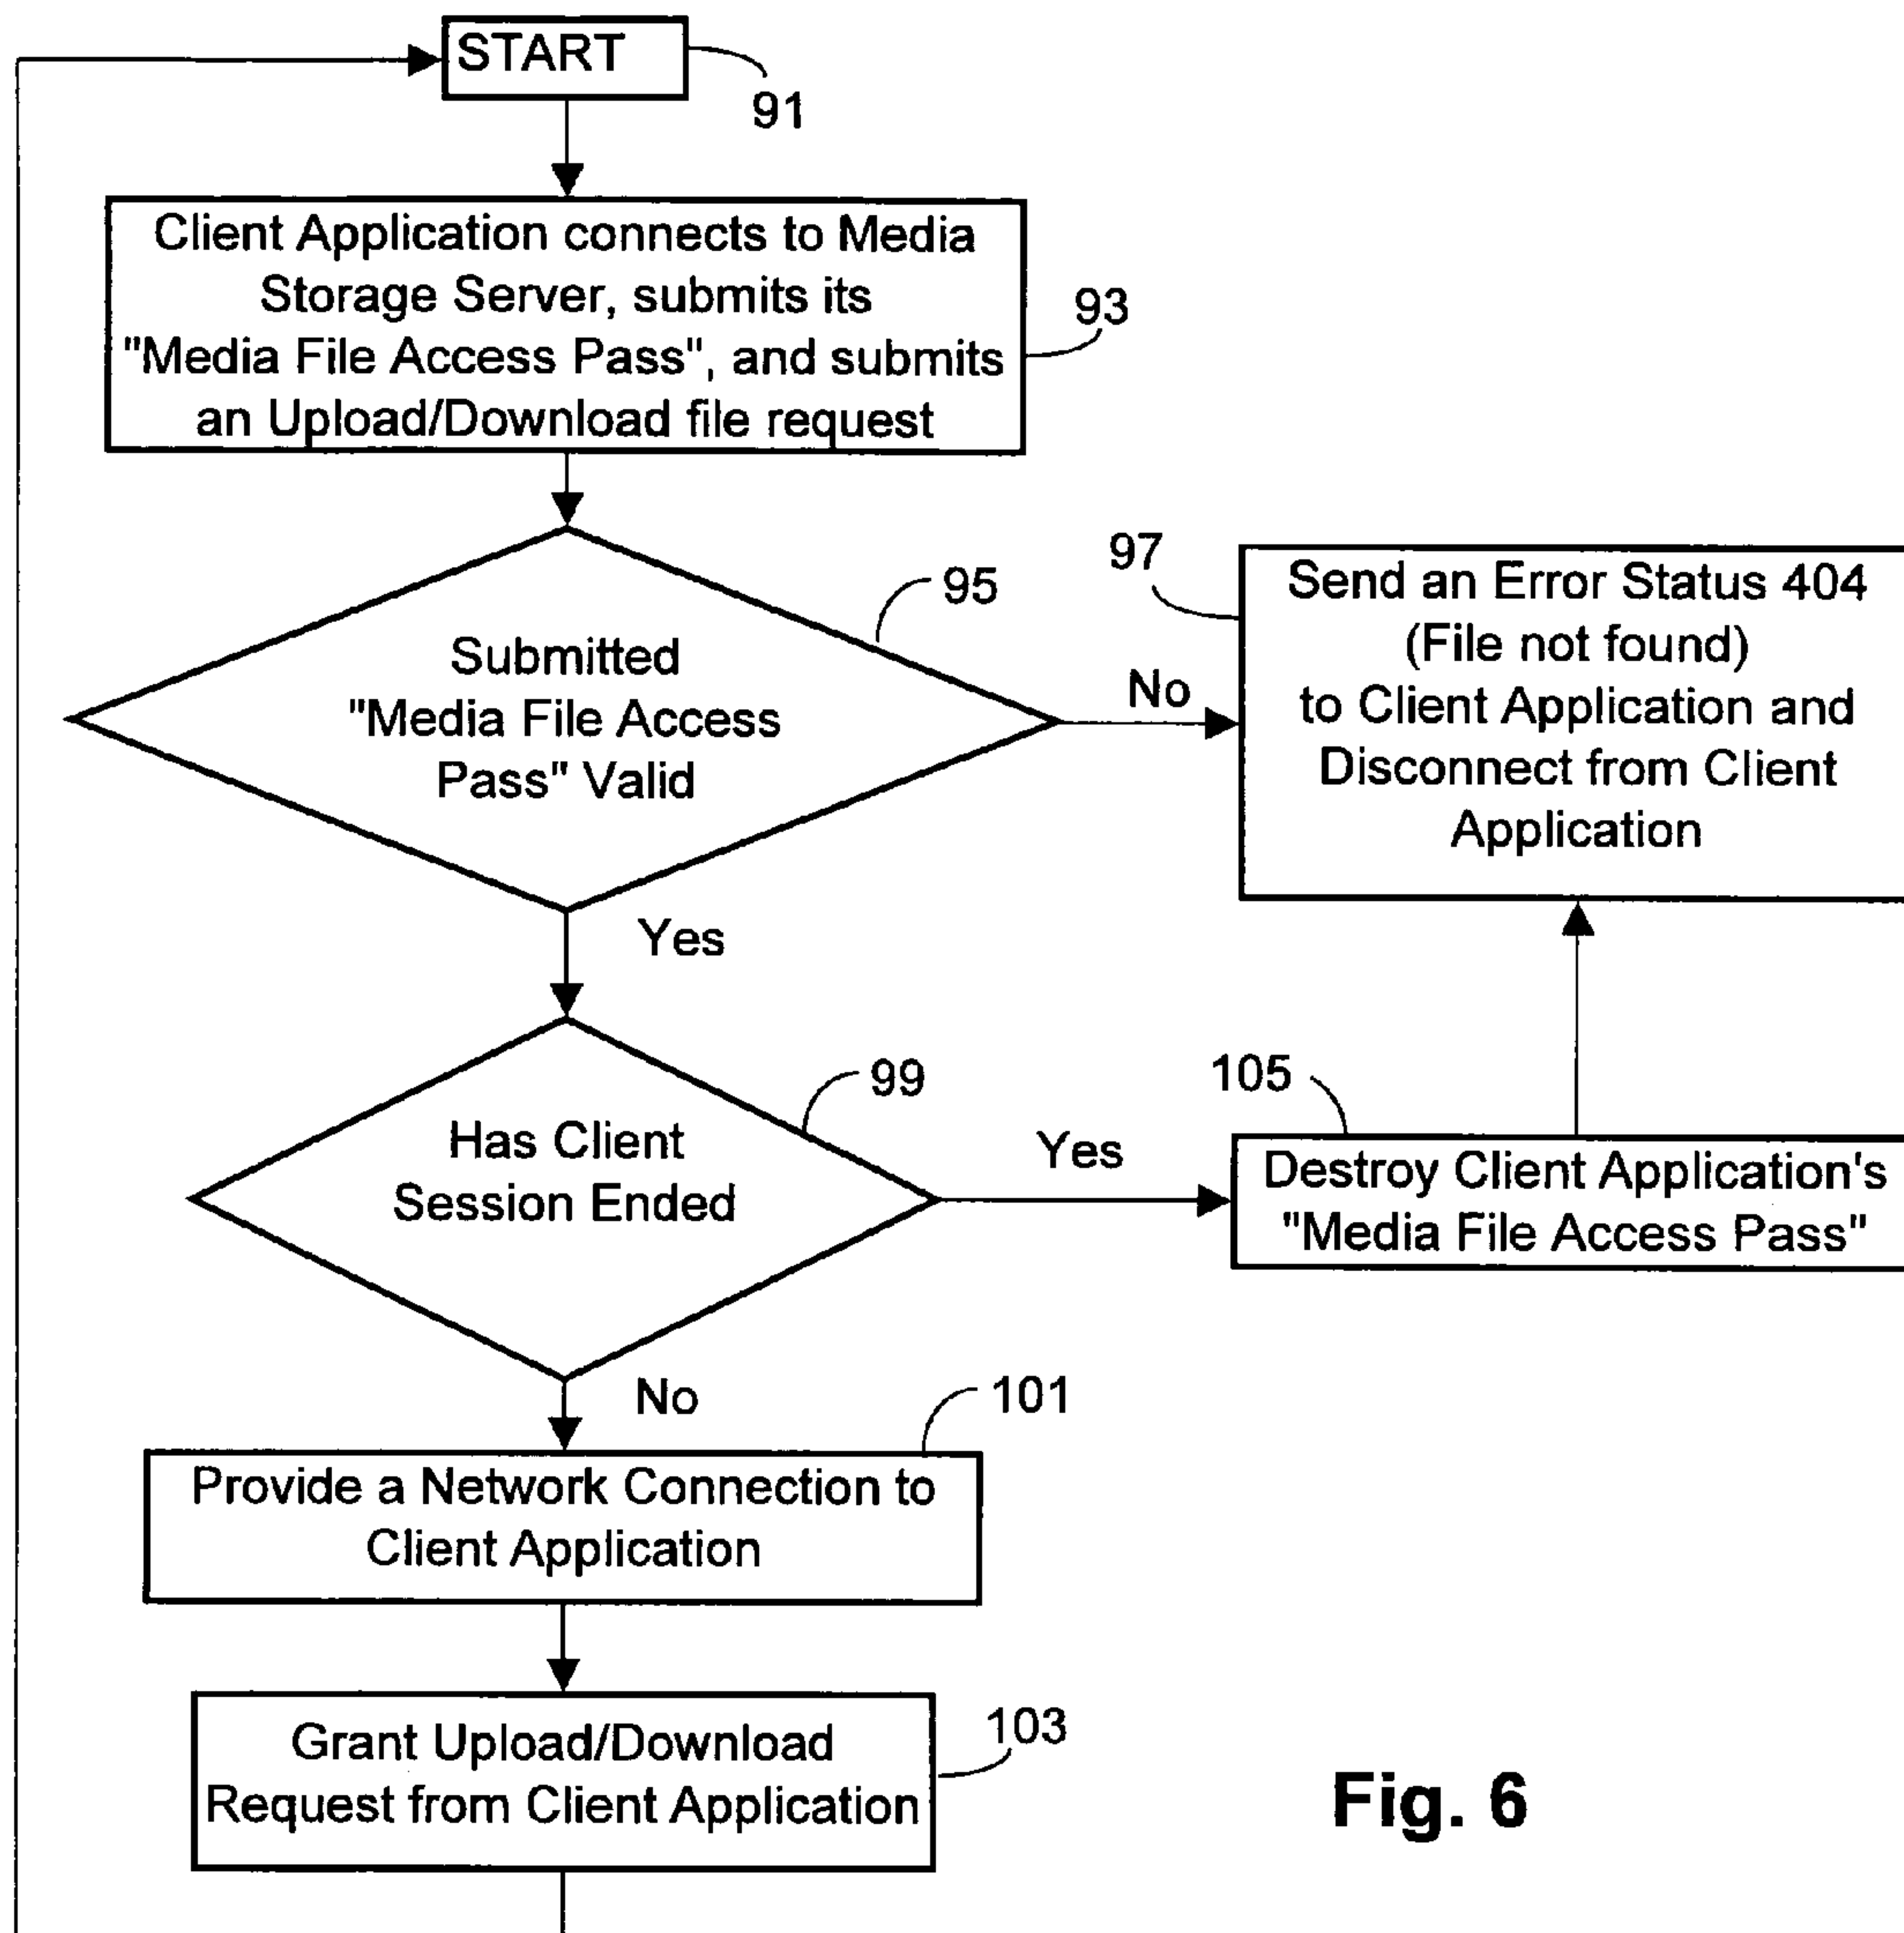 START
91
Client Application connects to Media
Storage Server, submits its
"Media File Access Pass", and submits
an Upload/Download file request
93
Submitted
"Media File Access
Pass" Valid
95
No
97
Send an Error Status 404
(File not found)
to Client Application and
Disconnect from Client
Application
Yes
Has Client
Session Ended
99
Yes
105
Destroy Client Application's
"Media File Access Pass"
No
101
Provide a Network Connection to
Client Application
Grant Upload/Download
Request from Client Application
103
Fig. 6